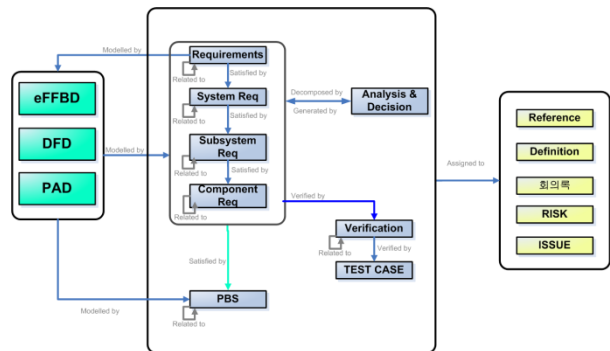 Modelled by
Requirements
Related to
Satisfied by
System Req
Related to
Satisfied by
Subsystem
Req
Related to
Satisfied by
Component
Req
Related to
eFFBD
DFD
PAD
Modelled by
Decomposed by
Generated by
Analysis &
Decision
Verified by
Verification
Related to
Verified by
TEST CASE
Satisfied by
PBS
Related to
Modelled by
Assigned to
Reference
Definition
회의록
RISK
ISSUE